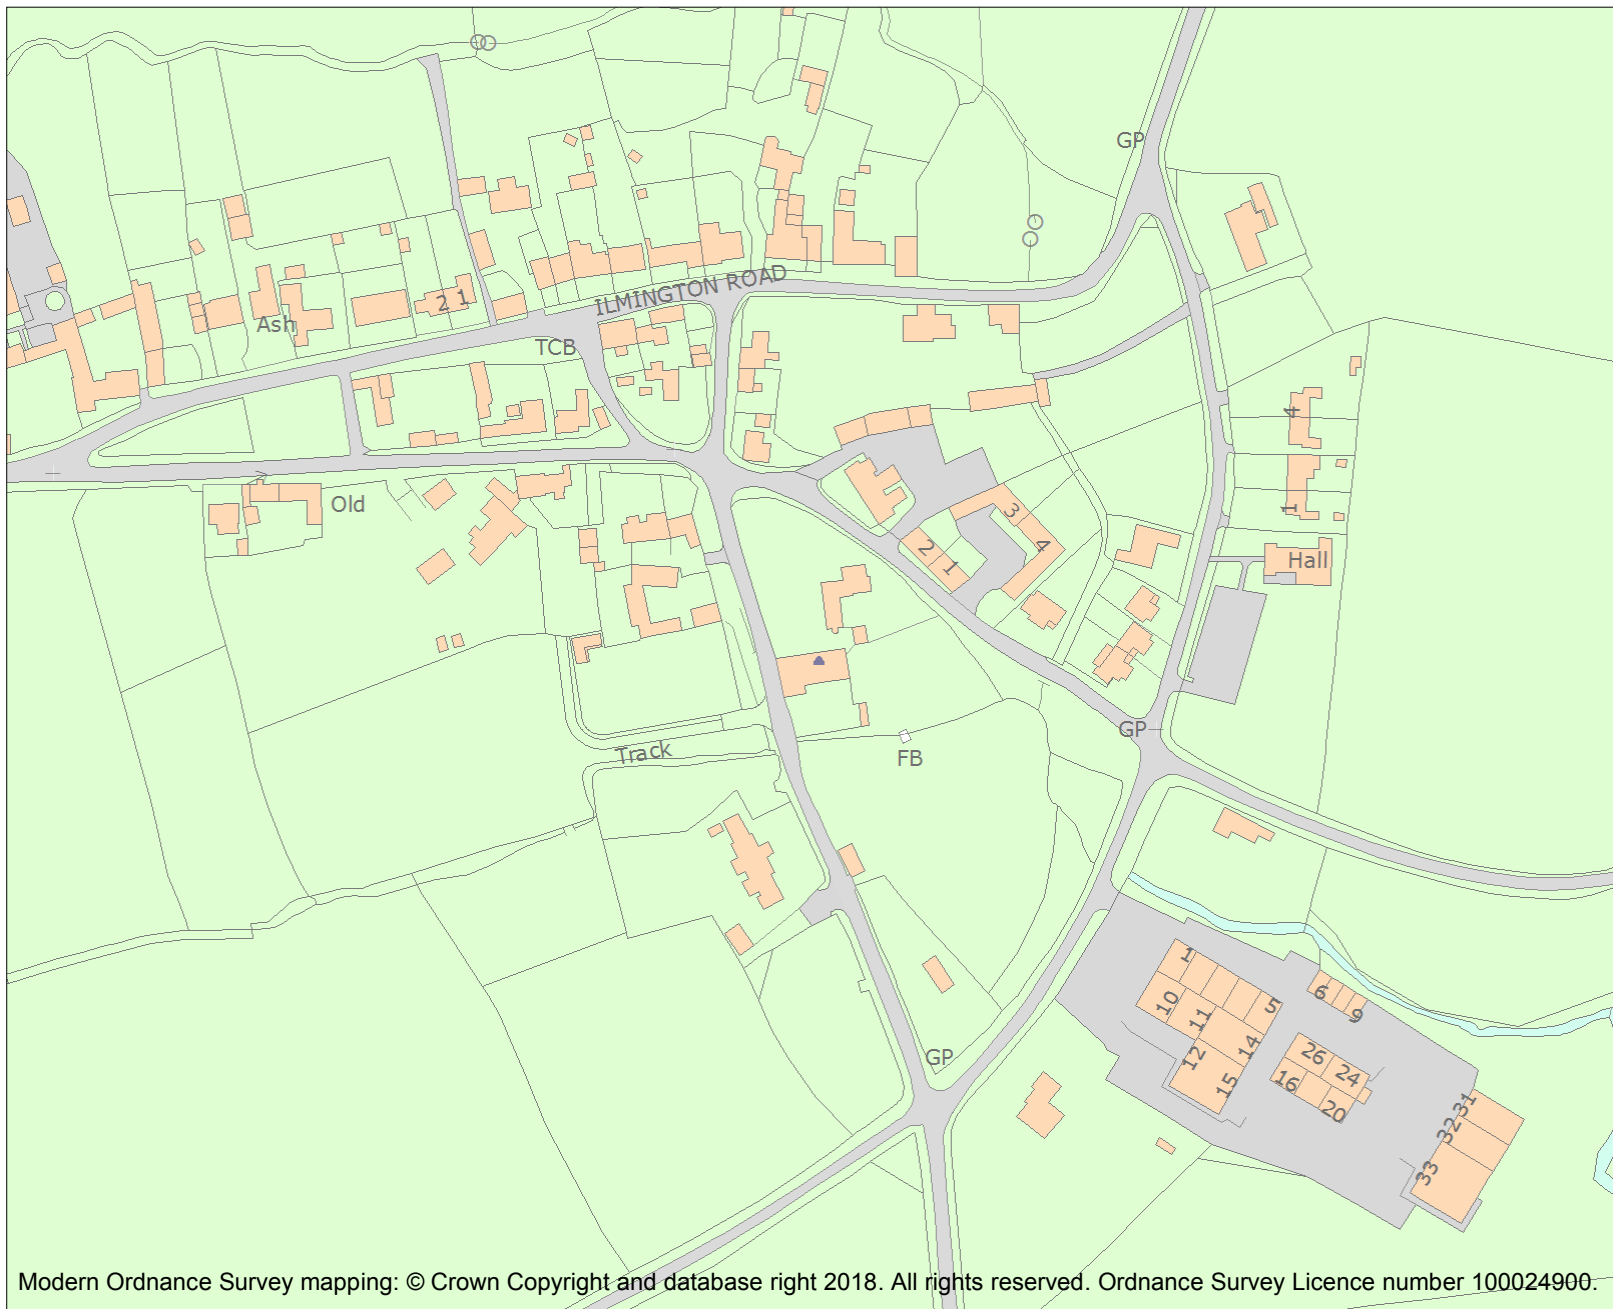 GP
ILMINGTON ROAD
2 1
Ash
TCB
4
Old
1
3
4
2
1
Hall
GP
Track
FB
1
10
11
5
6
9
12
14
15
26
24
16
20
GP
31
32
33
Modern Ordnance Survey mapping: © Crown Copyright and database right 2018. All rights reserved. Ordnance Survey Licence number 100024900.